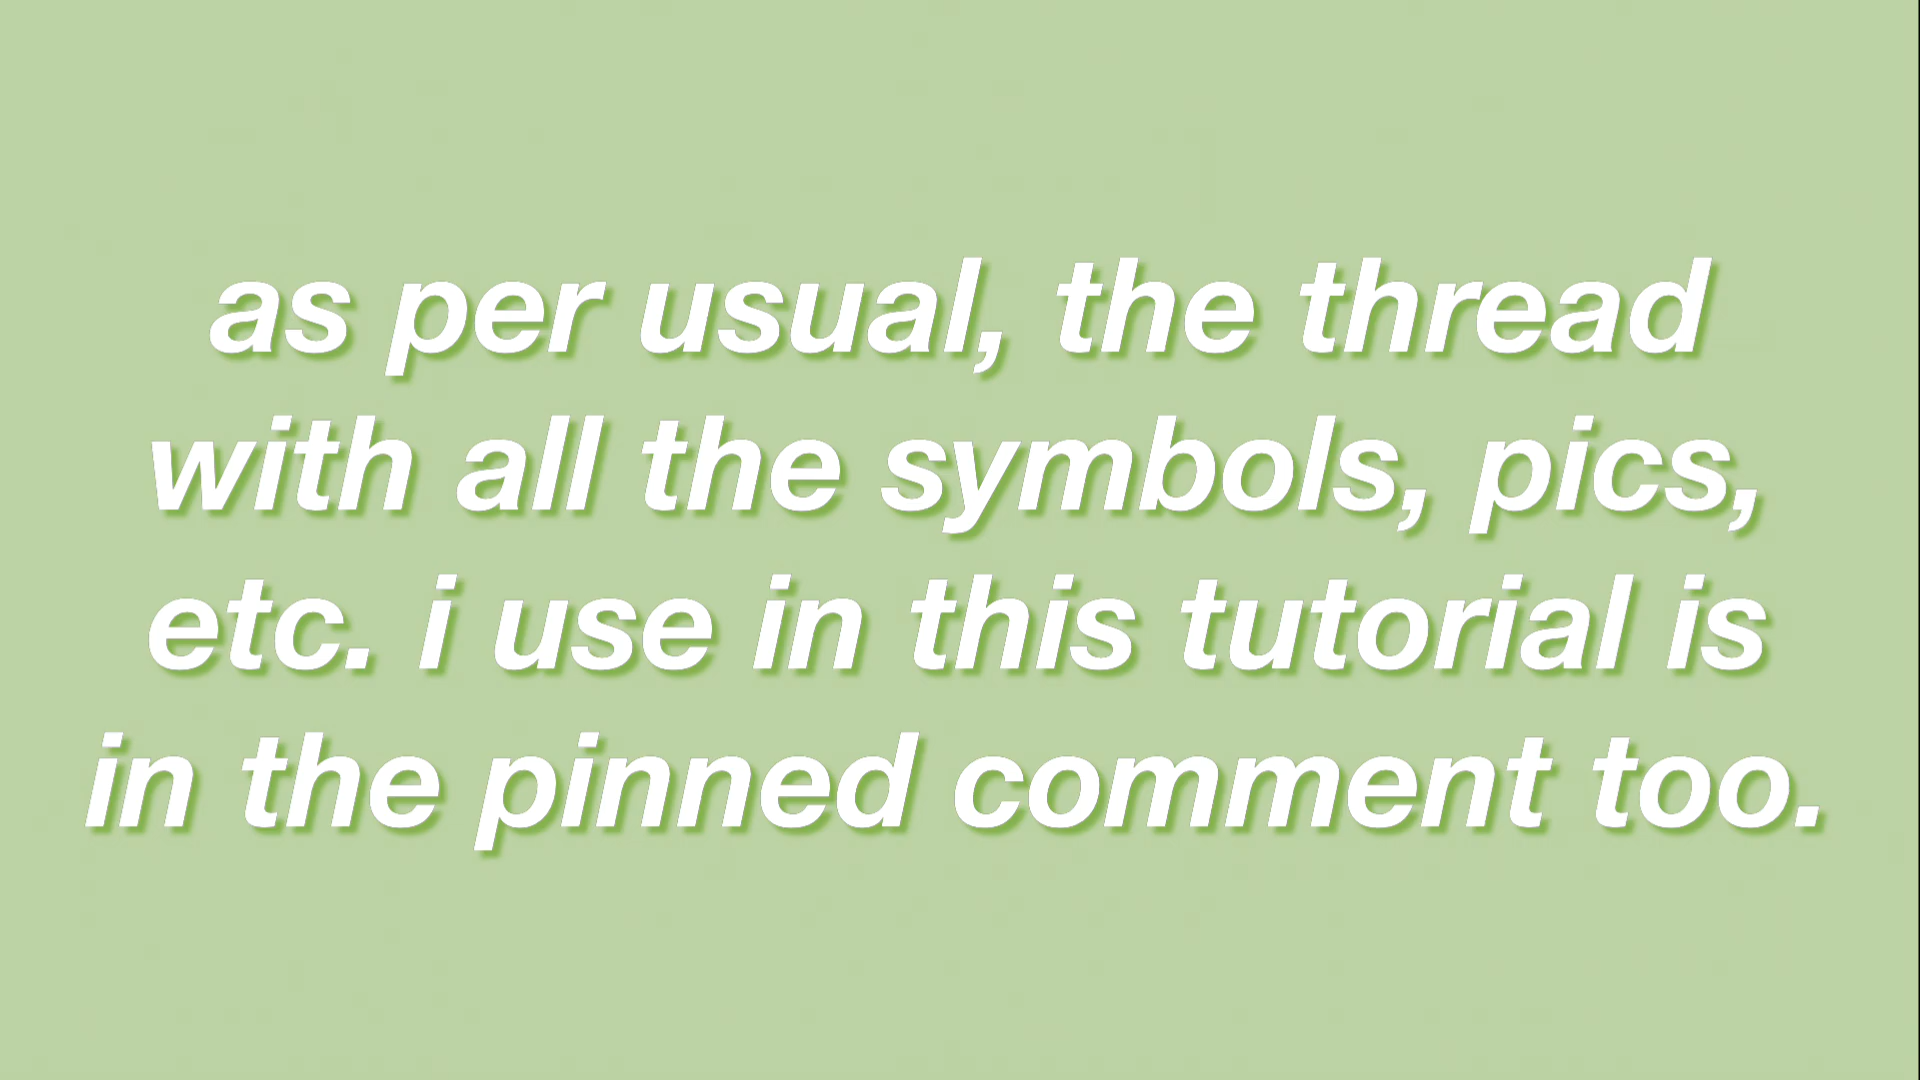 as per usual, the thread
with all the symbols, pics,
etc. i use in this tutorial is
in the pinned comment too.